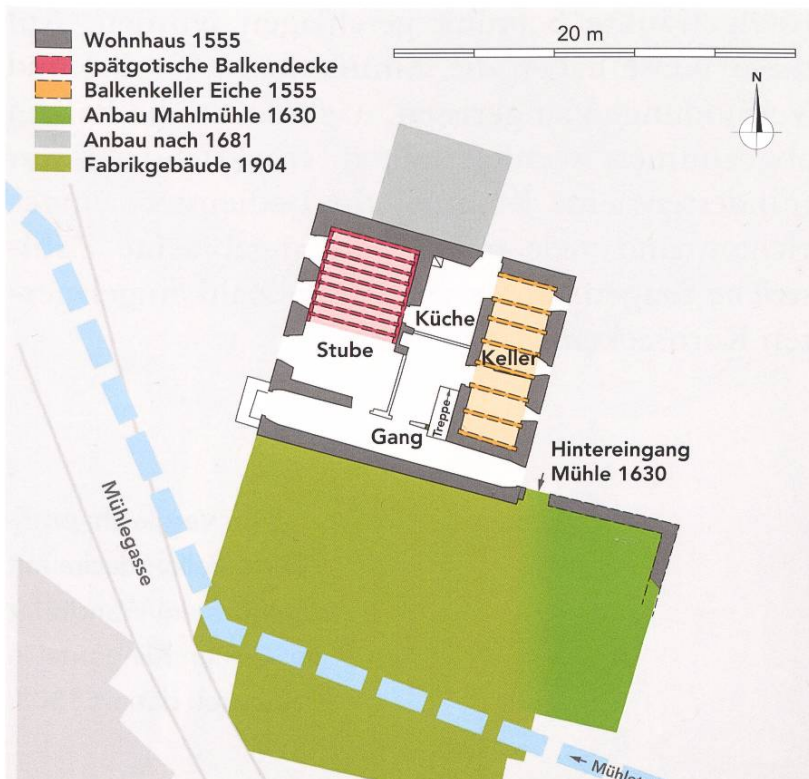 Wohnhaus 1555
spätgotische Balkendecke
Balkenkeller Eiche 1555
Anbau Mahlmühle 1630
Anbau nach 1681
Fabrikgebäude 1904
20 m
N
Küche
Stube
Keller
Treppe
Gang
Hintereingang
Mühle 1630
Mühlegasse